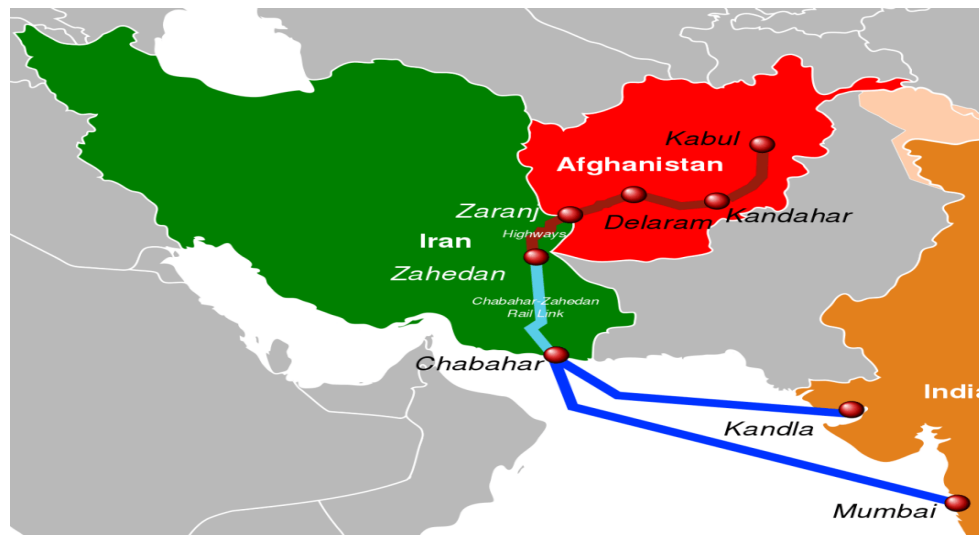 Kabul
Afghanistan
Zaranj
Delaram
Kandahar
Highways
Iran
Zahedan
Chabahar-Zahedan
Rail Link
Chabahar
India
Kandla
Mumbai